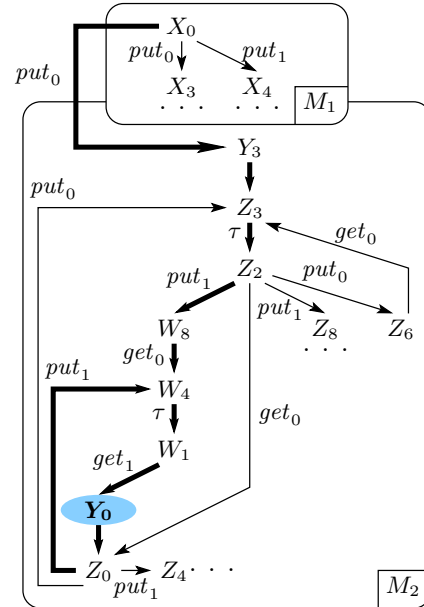 X₀
put₀ put₁
put₀
X₃ X₄
. . . . . .
M₁
Y₃
put₀
Z₃
τ
get₀
Z₂
put₁ put₀
put₁
W₈ Z₈ Z₆
. . .
get₀
put₁
W₄
τ
get₀
W₁
get₁
Y₀
Z₀ Z₄ . . .
put₁
M₂